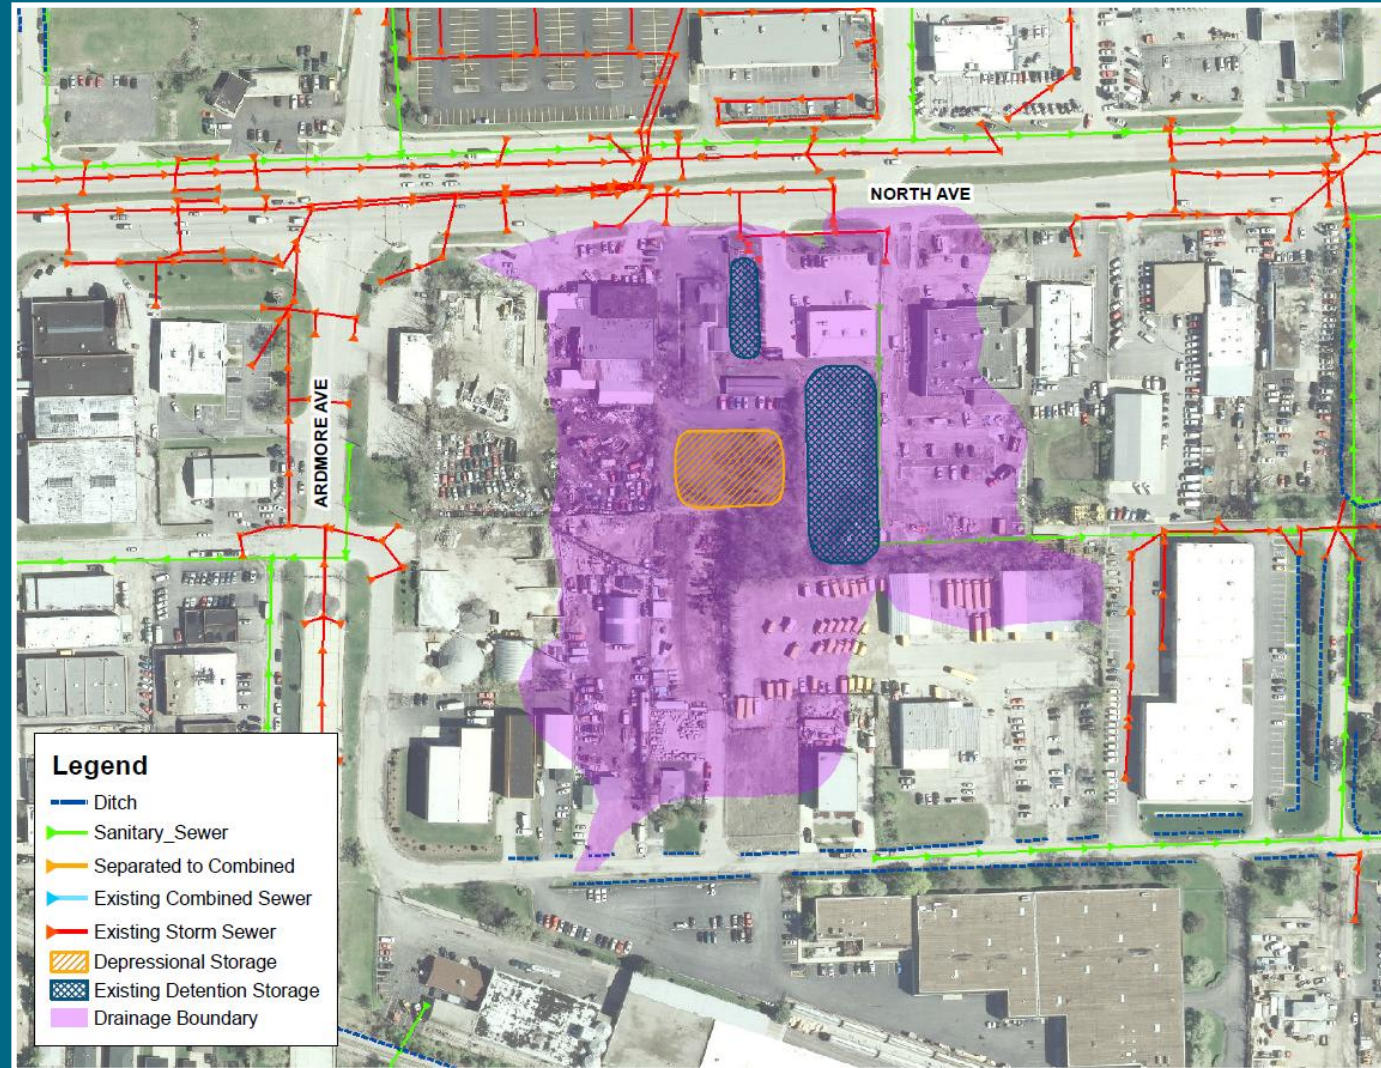 NORTH AVE
ARDMORE AVE
Legend
Ditch
Sanitary_Sewer
Separated to Combined
Existing Combined Sewer
Existing Storm Sewer
Depressional Storage
Existing Detention Storage
Drainage Boundary